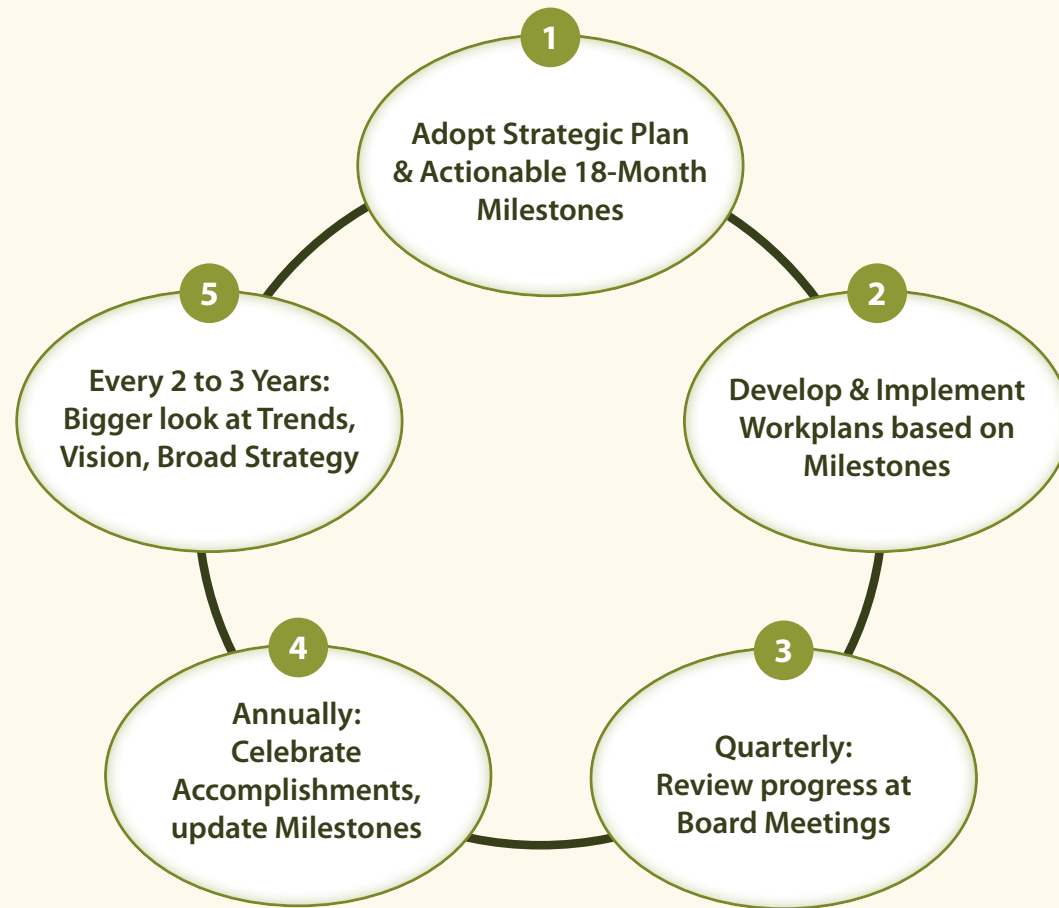 1
Adopt Strategic Plan
& Actionable 18-Month
Milestones
2
Develop & Implement
Workplans based on
Milestones
3
Quarterly:
Review progress at
Board Meetings
4
Annually:
Celebrate
Accomplishments,
update Milestones
5
Every 2 to 3 Years:
Bigger look at Trends,
Vision, Broad Strategy